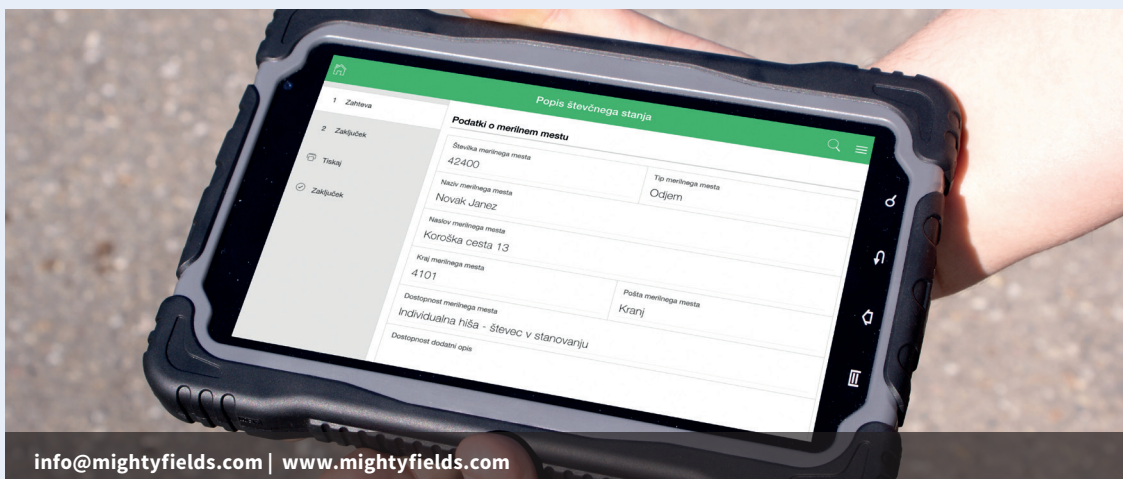 Popis števčnega stanja
1 Zahteva
2 Zaključek
Tiskaj
Zaključek
Podatki o merilnem mestu
Številka merilnega mesta
42400
Tip merilnega mesta
Odjem
Naziv merilnega mesta
Novak Janez
Naslov merilnega mesta
Koroška cesta 13
Kraj merilnega mesta
4101
Pošta merilnega mesta
Kranj
Dostopnost merilnega mesta
Individualna hiša - števec v stanovanju
Dostopnost dodatni opis
info@mightyfields.com | www.mightyfields.com